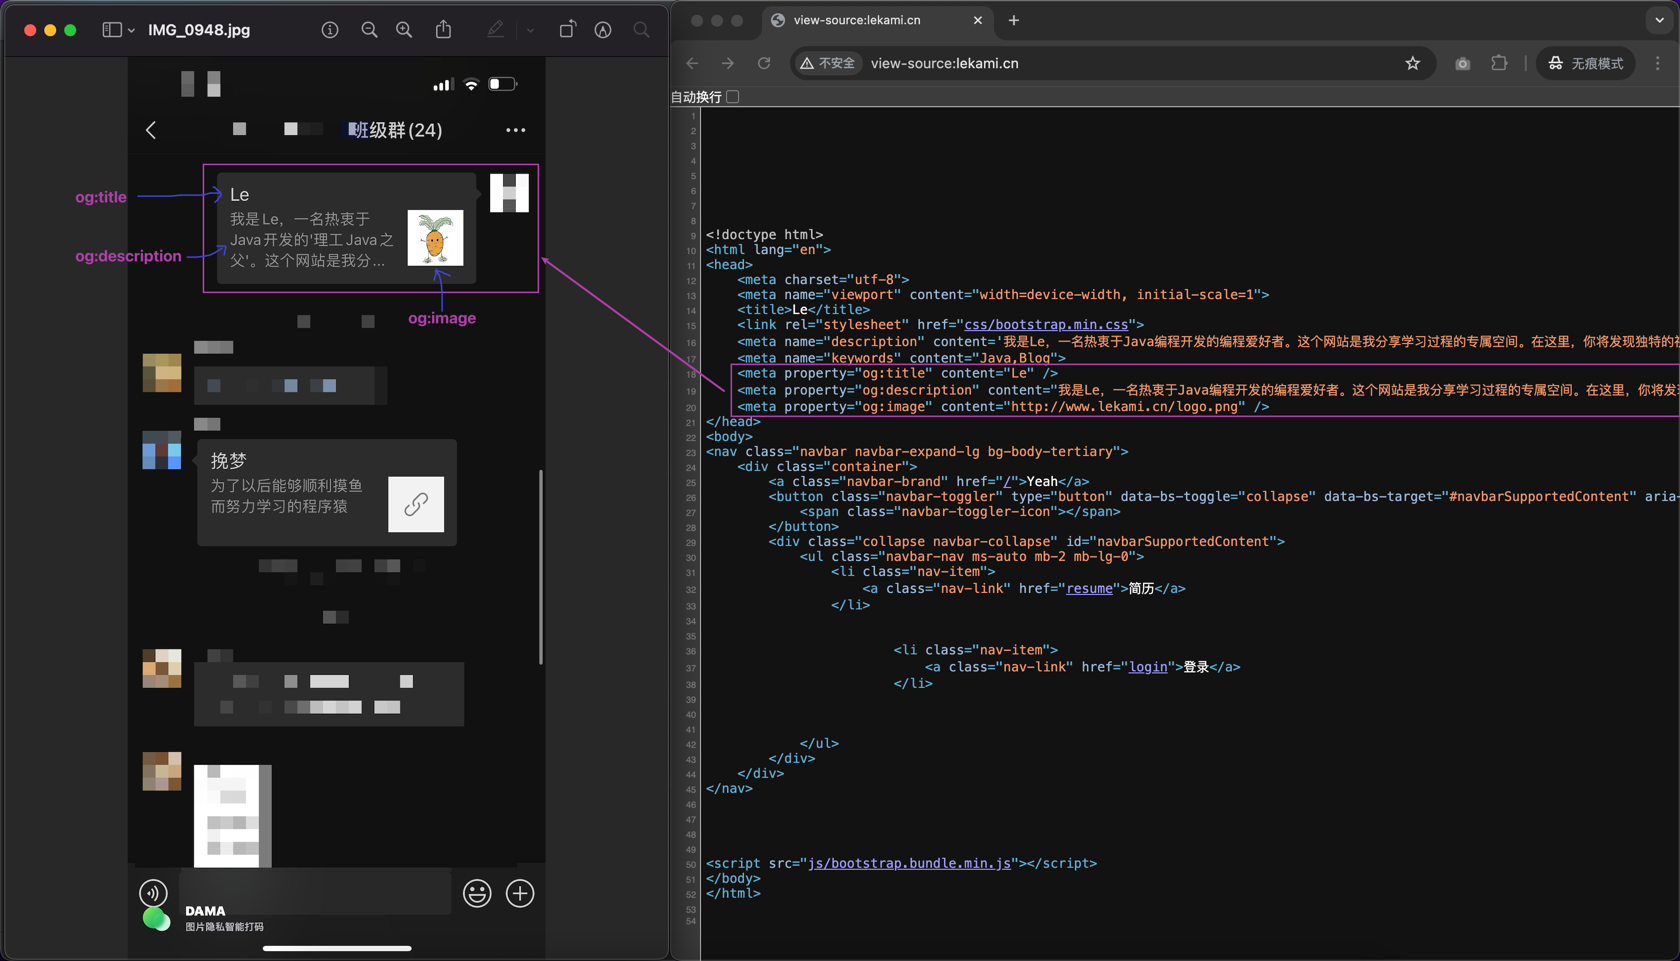 IMG_0948.jpg
班级群(24)
og:title
Le
我是Le，一名热衷于
Java开发的'理工Java之
父'。这个网站是我分...
og:description
og:image
挽梦
为了以后能够顺利摸鱼
而努力学习的程序猿
DAMA
图片隐私智能打码
view-source:lekami.cn
不安全
view-source:lekami.cn
无痕模式
自动换行
1
2
3
4
5
6
7
8
9 <!doctype html>
10 <html lang="en">
11 <head>
12 <meta charset="utf-8">
13 <meta name="viewport" content="width=device-width, initial-scale=1">
14 <title>Le</title>
15 <link rel="stylesheet" href="css/bootstrap.min.css">
16 <meta name="description" content='我是Le，一名热衷于Java编程开发的编程爱好者。这个网站是我分享学习过程的专属空间。在这里，你将发现独特的
17 <meta name="keywords" content="Java,Blog">
18 <meta property="og:title" content="Le" />
19 <meta property="og:description" content="我是Le，一名热衷于Java编程开发的编程爱好者。这个网站是我分享学习过程的专属空间。在这里，你将发
20 <meta property="og:image" content="http://www.lekami.cn/logo.png" />
21 </head>
22 <body>
23 <nav class="navbar navbar-expand-lg bg-body-tertiary">
24 <div class="container">
25 <a class="navbar-brand" href="/">Yeah</a>
26 <button class="navbar-toggler" type="button" data-bs-toggle="collapse" data-bs-target="#navbarSupportedContent" aria-
27 <span class="navbar-toggler-icon"></span>
28 </button>
29 <div class="collapse navbar-collapse" id="navbarSupportedContent">
30 <ul class="navbar-nav ms-auto mb-2 mb-lg-0">
31 <li class="nav-item">
32 <a class="nav-link" href="resume">简历</a>
33 </li>
34
35
36 <li class="nav-item">
37 <a class="nav-link" href="login">登录</a>
38 </li>
39
40
41
42 </ul>
43 </div>
44 </div>
45 </nav>
46
47
48
49
50 <script src="js/bootstrap.bundle.min.js"></script>
51 </body>
52 </html>
53
54